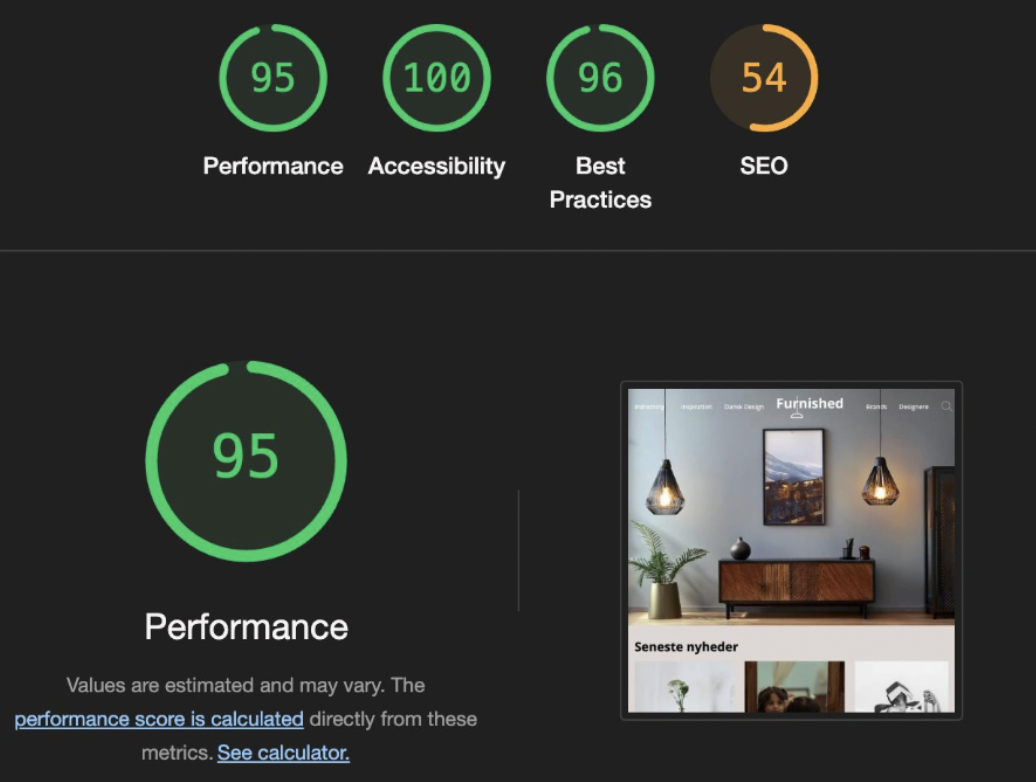 95
100
96
54
Performance
Accessibility
Best
Practices
SEO
95
Performance
Values are estimated and may vary. The
performance score is calculated directly from these
metrics. See calculator.
Inspiration Dansk Design Furnished Brands Designere
Seneste nyheder